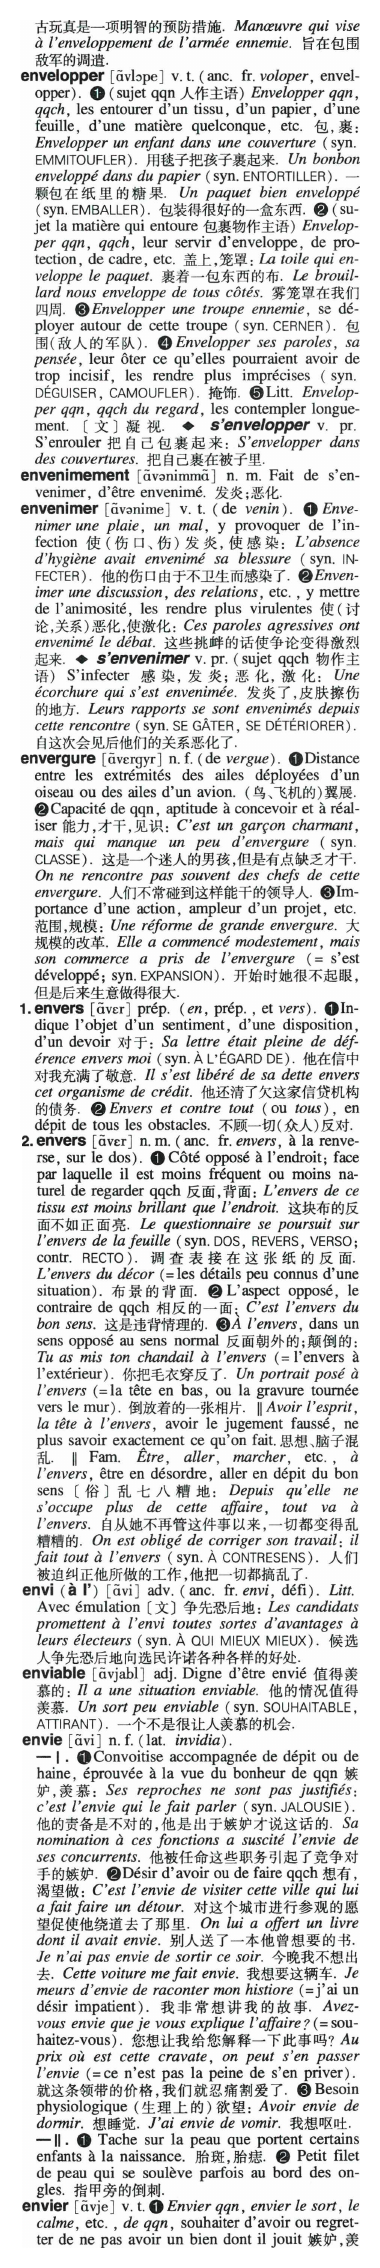 古玩真是一项明智的预防措施. Manœuvre qui vise
à l'enveloppement de l'armée ennemie. 旨在包围
敌军的调遣.
envelopper [ɑ̃vlɔpe] v. t. (anc. fr. voloper, envel-
opper). ❶ (sujet qqn 人作主语) Envelopper qqn,
qqch, les entourer d'un tissu, d'un papier, d'une
feuille, d'une matière quelconque, etc. 包,裹:
Envelopper un enfant dans une couverture (syn.
EMMITOUFLER). 用毯子把孩子裹起来. Un bonbon
enveloppé dans du papier (syn. ENTORTILLER). 一
颗包在纸里的糖果. Un paquet bien enveloppé
(syn. EMBALLER). 包装得很好的一盒东西. ❷ (su-
jet la matière qui entoure 包裹物作主语) Envelop-
per qqn, qqch, leur servir d'enveloppe, de pro-
tection, de cadre, etc. 盖上,笼罩: La toile qui en-
veloppe le paquet. 裹着一包东西的布. Le brouil-
lard nous enveloppe de tous côtés. 雾笼罩在我们
四周. ❸ Envelopper une troupe ennemie, se dé-
ployer autour de cette troupe (syn. CERNER). 包
围(敌人的军队). ❹ Envelopper ses paroles, sa
pensée, leur ôter ce qu'elles pourraient avoir de
trop incisif, les rendre plus imprécises (syn.
DÉGUISER, CAMOUFLER). 掩饰. ❺ Litt. Envelop-
per qqn, qqch du regard, les contempler longue-
ment. [文] 凝视. ◆ s'envelopper v. pr.
S'enrouler 把自己包裹起来: S'envelopper dans
des couvertures. 把自己裹在被子里.
envenimement [ɑ̃vənimmɑ̃] n. m. Fait de s'en-
venimer, d'être envenimé. 发炎;恶化.
envenimer [ɑ̃vənime] v. t. (de venin). ❶ Enve-
nimer une plaie, un mal, y provoquer de l'in-
fection 使(伤口、伤)发炎,使感染: L'absence
d'hygiène avait envenimé sa blessure (syn. IN-
FECTER). 他的伤口由于不卫生而感染了. ❷ Enven-
imer une discussion, des relations, etc., y mettre
de l'animosité, les rendre plus virulentes 使(讨
论,关系)恶化,使激化: Ces paroles agressives ont
envenimé le débat. 这些挑衅的话使争论变得激烈
起来. ◆ s'envenimer v. pr. (sujet qqch 物作主
语) S'infecter 感染,发炎;恶化,激化: Une
écorchure qui s'est envenimée. 发炎了,皮肤擦伤
的地方. Leurs rapports se sont envenimés depuis
cette rencontre (syn. SE GÂTER, SE DÉTÉRIORER).
自这次会见后他们的关系恶化了.
envergure [ɑ̃vɛrgyr] n. f. (de vergue). ❶ Distance
entre les extrémités des ailes déployées d'un
oiseau ou des ailes d'un avion. (鸟、飞机的)翼展.
❷ Capacité de qqn, aptitude à concevoir et à réal-
iser 能力,才干,见识: C'est un garçon charmant,
mais qui manque un peu d'envergure (syn.
CLASSE). 这是一个迷人的男孩,但是有点缺乏才干.
On ne rencontre pas souvent des chefs de cette
envergure. 人们不常碰到这样能干的领导人. ❸ Im-
portance d'une action, ampleur d'un projet, etc.
范围,规模: Une réforme de grande envergure. 大
规模的改革. Elle a commencé modestement, mais
son commerce a pris de l'envergure (= s'est
développé; syn. EXPANSION). 开始时她很不起眼,
但是后来生意做得很大.
1. envers [ɑ̃vɛr] prép. (en, prép., et vers). ❶ In-
dique l'objet d'un sentiment, d'une disposition,
d'un devoir 对于: Sa lettre était pleine de déf-
érence envers moi (syn. À L'ÉGARD DE). 他在信中
对我充满了敬意. Il s'est libéré de sa dette envers
cet organisme de crédit. 他还清了欠这家信贷机构
的债务. ❷ Envers et contre tout (ou tous), en
dépit de tous les obstacles. 不顾一切(众人)反对.
2. envers [ɑ̃vɛr] n. m. (anc. fr. envers, à la renve-
rse, sur le dos). ❶ Côté opposé à l'endroit; face
par laquelle il est moins fréquent ou moins na-
turel de regarder qqch 反面,背面: L'envers de ce
tissu est moins brillant que l'endroit. 这块布的反
面不如正面亮. Le questionnaire se poursuit sur
l'envers de la feuille (syn. DOS, REVERS, VERSO;
contr. RECTO). 调查表接在这张纸的反面.
L'envers du décor (= les détails peu connus d'une
situation). 布景的背面. ❷ L'aspect opposé, le
contraire de qqch 相反的一面: C'est l'envers du
bon sens. 这是违背情理的. ❸ À l'envers, dans un
sens opposé au sens normal 反面朝外的;颠倒的:
Tu as mis ton chandail à l'envers (= l'envers à
l'extérieur). 你把毛衣穿反了. Un portrait posé à
l'envers (= la tête en bas, ou la gravure tournée
vers le mur). 倒放着的一张相片. ‖ Avoir l'esprit,
la tête à l'envers, avoir le jugement faussé, ne
plus savoir exactement ce qu'on fait. 思想、脑子混
乱. ‖ Fam. Être, aller, marcher, etc., à
l'envers, être en désordre, aller en dépit du bon
sens [俗] 乱七八糟地: Depuis qu'elle ne
s'occupe plus de cette affaire, tout va à
l'envers. 自从她不再管这件事以来,一切都变得乱
糟糟的. On est obligé de corriger son travail: il
fait tout à l'envers (syn. À CONTRESENS). 人们
被迫纠正他所做的工作,他把一切都搞乱了.
envi (à l') [ɑ̃vi] adv. (anc. fr. envi, défi). Litt.
Avec émulation [文] 争先恐后地: Les candidats
promettent à l'envi toutes sortes d'avantages à
leurs électeurs (syn. À QUI MIEUX MIEUX). 候选
人争先恐后地向选民许诺各种各样的好处.
enviable [ɑ̃vjabl] adj. Digne d'être envié 值得羡
慕的: Il a une situation enviable. 他的情况值得
羡慕. Un sort peu enviable (syn. SOUHAITABLE,
ATTIRANT). 一个不是很让人羡慕的机会.
envie [ɑ̃vi] n. f. (lat. invidia).
— I. ❶ Convoitise accompagnée de dépit ou de
haine, éprouvée à la vue du bonheur de qqn 嫉
妒,羡慕: Ses reproches ne sont pas justifiés:
c'est l'envie qui le fait parler (syn. JALOUSIE).
他的责备是不对的,他是出于嫉妒才说这话的. Sa
nomination à ces fonctions a suscité l'envie de
ses concurrents. 他被任命这些职务引起了竞争对
手的嫉妒. ❷ Désir d'avoir ou de faire qqch 想有,
渴望做: C'est l'envie de visiter cette ville qui lui
a fait faire un détour. 对这个城市进行参观的愿
望促使他绕道去了那里. On lui a offert un livre
dont il avait envie. 别人送了一本他曾想要的书.
Je n'ai pas envie de sortir ce soir. 今晚我不想出
去. Cette voiture me fait envie. 我想要这辆车. Je
meurs d'envie de raconter mon histiore (= j'ai un
désir impatient). 我非常想讲我的故事. Avez-
vous envie que je vous explique l'affaire? (= sou-
haitez-vous). 您想让我给您解释一下此事吗? Au
prix où est cette cravate, on peut s'en passer
l'envie (= ce n'est pas la peine de s'en priver).
就这条领带的价格,我们就忍痛割爱了. ❸ Besoin
physiologique (生理上的)欲望: Avoir envie de
dormir. 想睡觉. J'ai envie de vomir. 我想呕吐.
— II. ❶ Tache sur la peau que portent certains
enfants à la naissance. 胎斑,胎痣. ❷ Petit filet
de peau qui se soulève parfois au bord des on-
gles. 指甲旁的倒刺.
envier [ɑ̃vje] v. t. ❶ Envier qqn, envier le sort, le
calme, etc., de qqn, souhaiter d'avoir ou regret-
ter de ne pas avoir un bien dont il jouit 嫉妒,羡